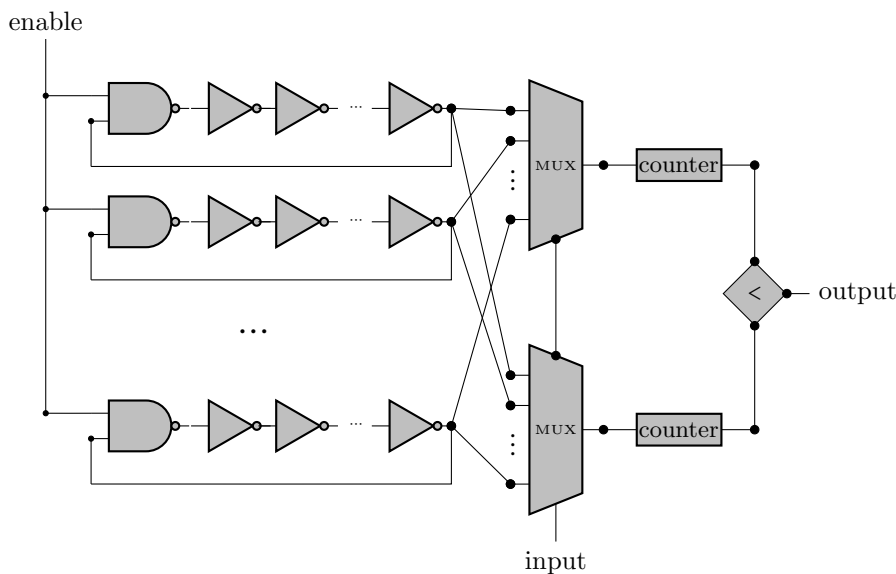 enable
...
MUX
counter
...
<
output
...
...
MUX
counter
...
input